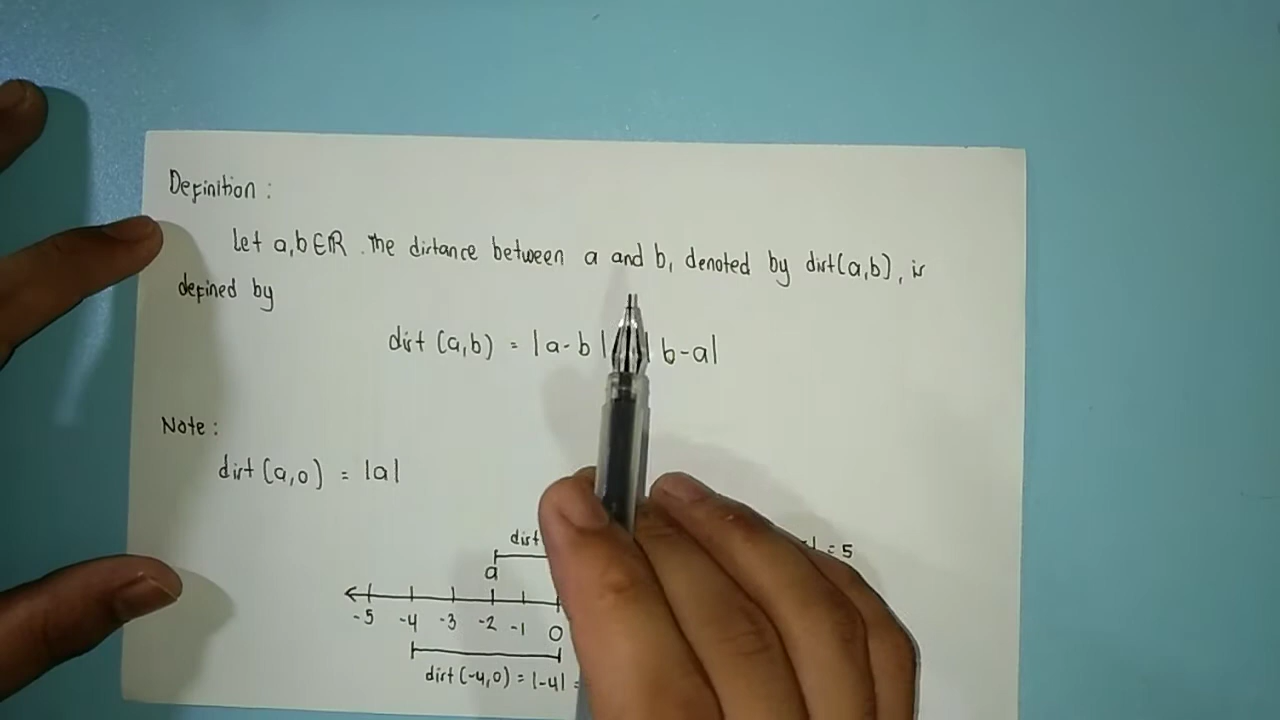 Definition :
Let a,b∈ℝ. The distance between a and b, denoted by dist(a,b), is
defined by
dist (a,b) = |a-b| | b-a|
Note :
dist (a,0) = |a|
dist = 5
a
-5 -4 -3 -2 -1 0
dist (-4,0) = |-4| =